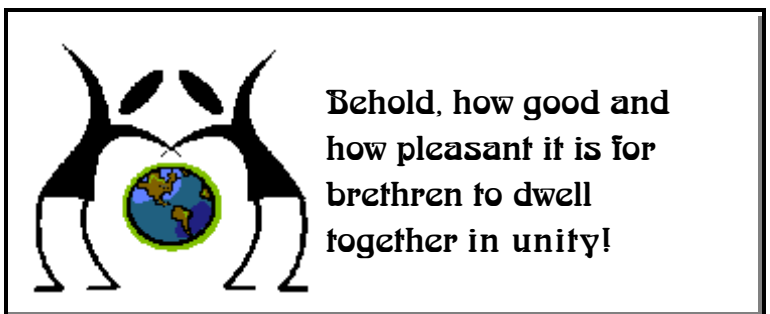 Behold, how good and
how pleasant it is for
brethren to dwell
together in unity!